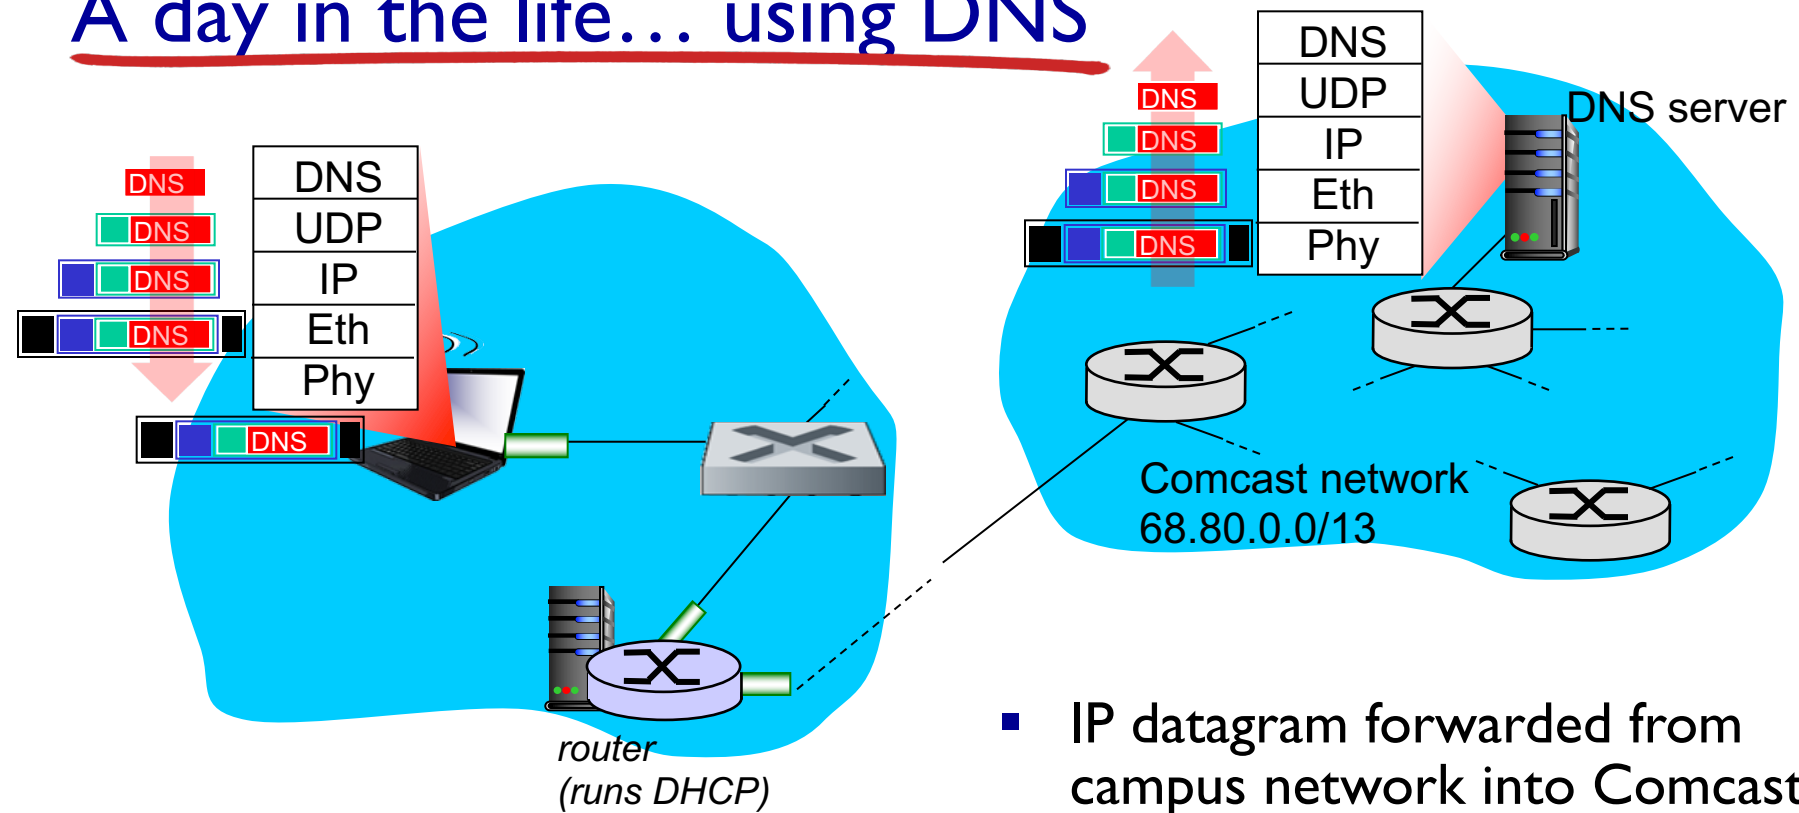 A day in the life… using DNS
DNS
DNS
DNS
DNS
DNS
DNS
UDP
IP
Eth
Phy
DNS
DNS
DNS
DNS
DNS
UDP
IP
Eth
Phy
DNS server
Comcast network
68.80.0.0/13
router
(runs DHCP)
▪ IP datagram forwarded from
campus network into Comcast